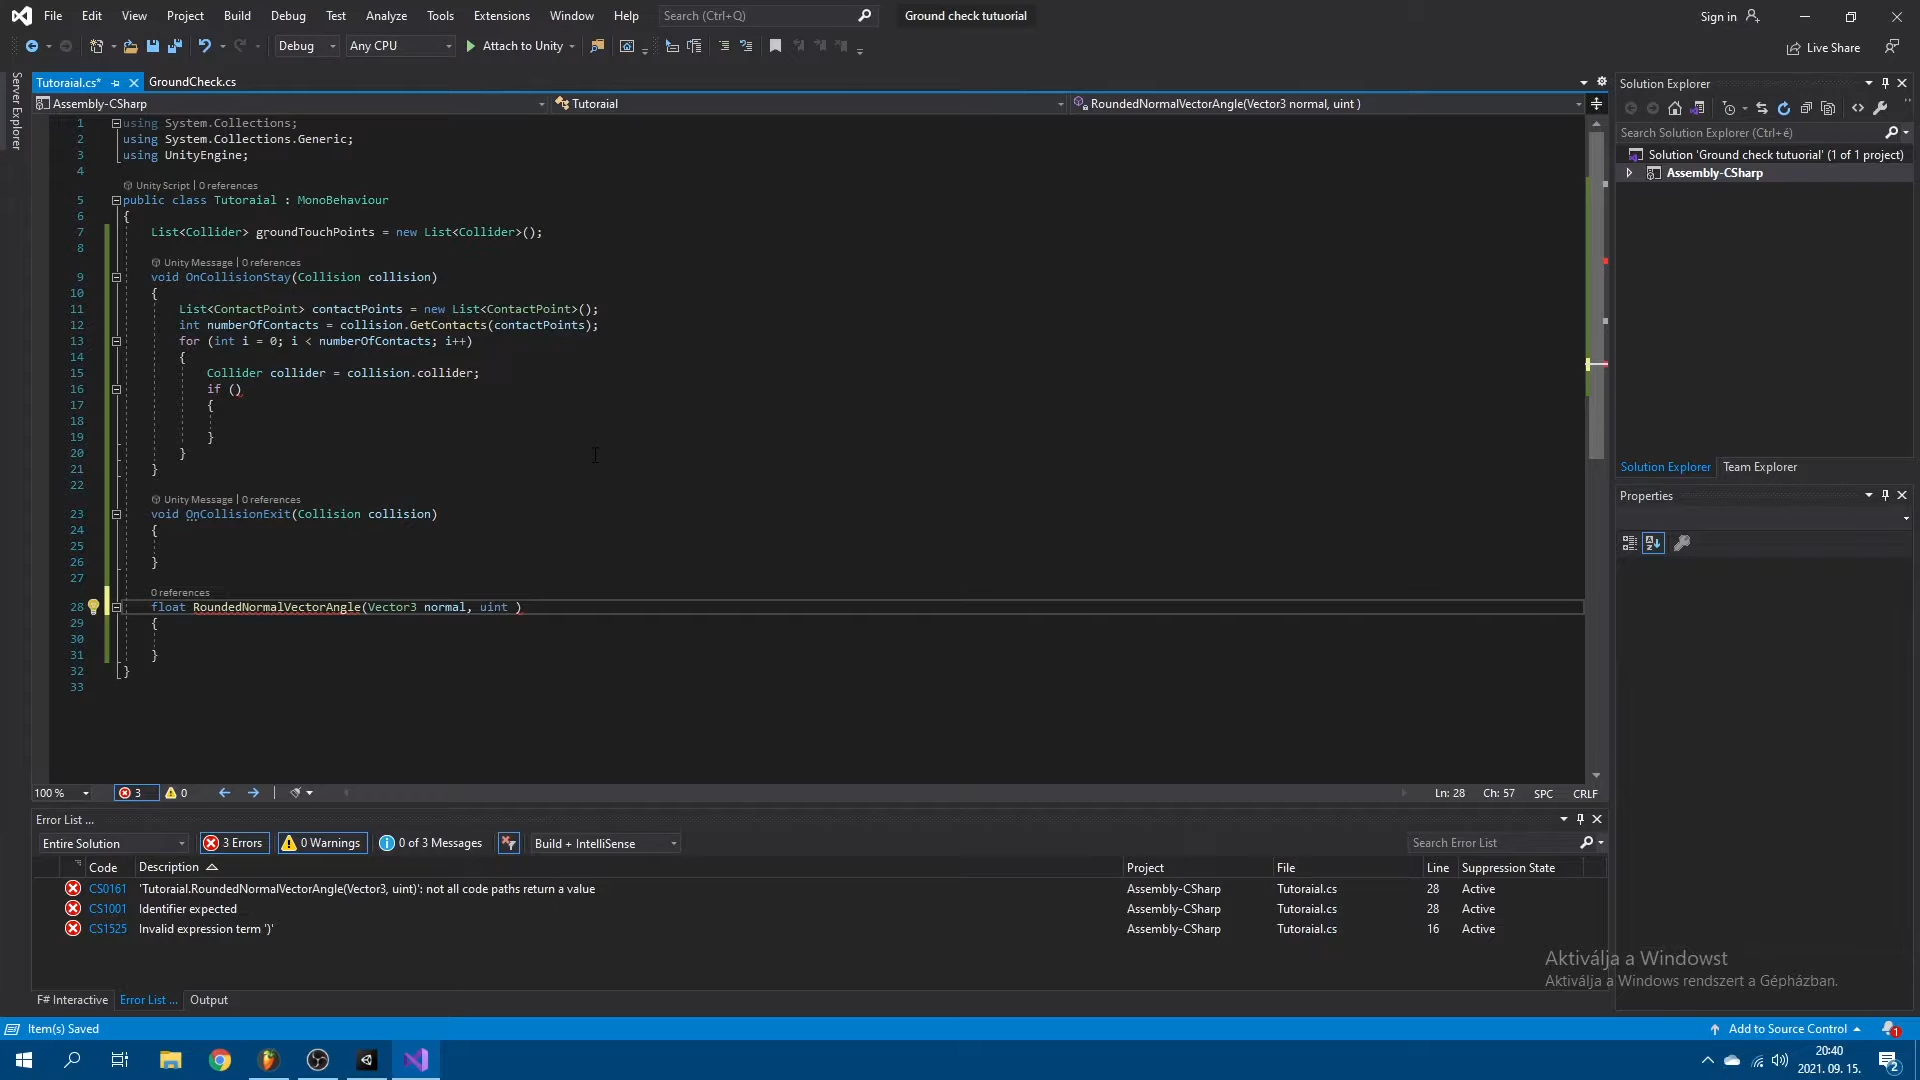 File Edit View Project Build Debug Test Analyze Tools Extensions Window Help Search (Ctrl+Q) Ground check tutuorial Sign in
Debug Any CPU Attach to Unity Live Share
Server Explorer
Tutoraial.cs* GroundCheck.cs
Assembly-CSharp Tutoraial RoundedNormalVectorAngle(Vector3 normal, uint )
1 using System.Collections;
2 using System.Collections.Generic;
3 using UnityEngine;
4
Unity Script | 0 references
5 public class Tutoraial : MonoBehaviour
6 {
7 List<Collider> groundTouchPoints = new List<Collider>();
8
Unity Message | 0 references
9 void OnCollisionStay(Collision collision)
10 {
11 List<ContactPoint> contactPoints = new List<ContactPoint>();
12 int numberOfContacts = collision.GetContacts(contactPoints);
13 for (int i = 0; i < numberOfContacts; i++)
14 {
15 Collider collider = collision.collider;
16 if ()
17 {
18
19 }
20 }
21 }
22
Unity Message | 0 references
23 void OnCollisionExit(Collision collision)
24 {
25
26 }
27
0 references
28 float RoundedNormalVectorAngle(Vector3 normal, uint )
29 {
30
31 }
32 }
33
100 % 3 0 Ln: 28 Ch: 57 SPC CRLF
Solution Explorer
Search Solution Explorer (Ctrl+é)
Solution 'Ground check tutuorial' (1 of 1 project)
Assembly-CSharp
Solution Explorer Team Explorer
Properties
Error List ...
Entire Solution 3 Errors 0 Warnings 0 of 3 Messages Build + IntelliSense Search Error List
Code Description Project File Line Suppression State
CS0161 'Tutoraial.RoundedNormalVectorAngle(Vector3, uint)': not all code paths return a value Assembly-CSharp Tutoraial.cs 28 Active
CS1001 Identifier expected Assembly-CSharp Tutoraial.cs 28 Active
CS1525 Invalid expression term ')' Assembly-CSharp Tutoraial.cs 16 Active
Aktiválja a Windowst
Aktiválja a Windows rendszert a Gépházban.
F# Interactive Error List ... Output
Item(s) Saved Add to Source Control 1
20:40
2021. 09. 15. 2